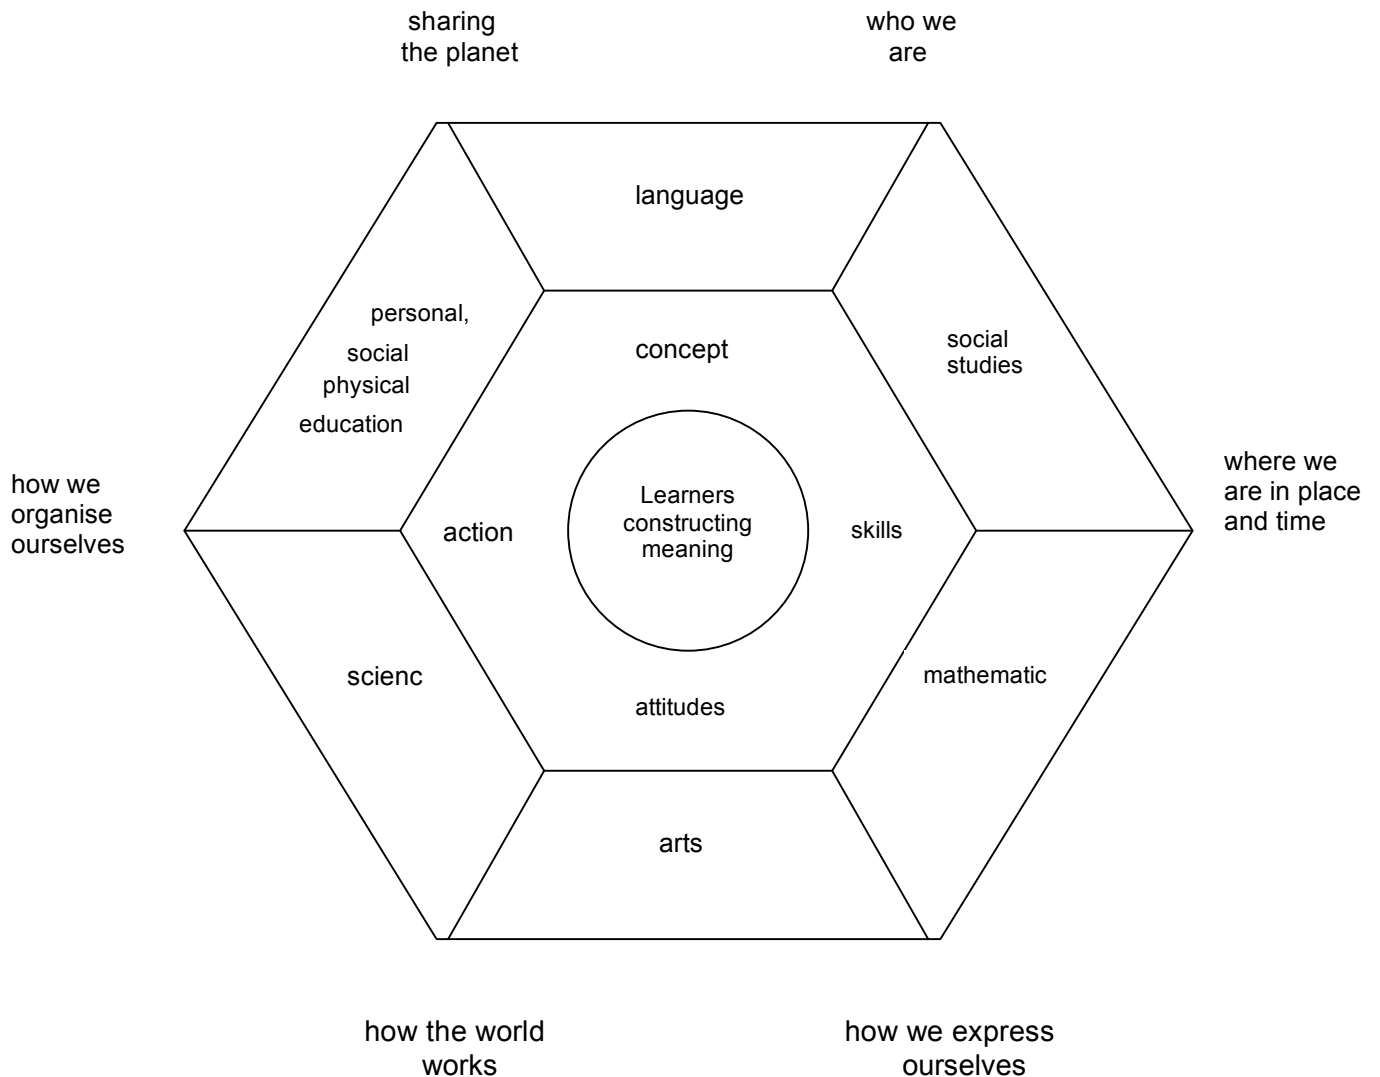 sharing
the planet
who we
are
language
personal,
social
physical
education
concept
social
studies
how we
organise
ourselves
action
Learners
constructing
meaning
skills
where we
are in place
and time
scienc
attitudes
mathematic
arts
how the world
works
how we express
ourselves